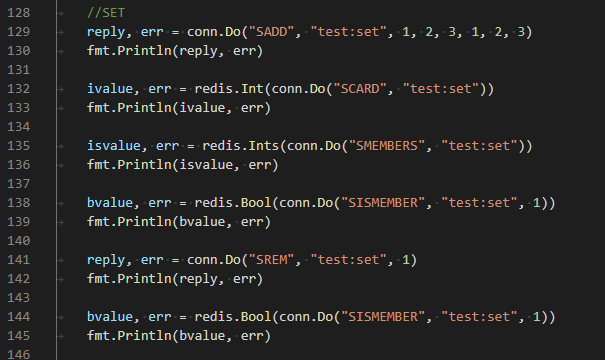 128 //SET
129 reply, err = conn.Do("SADD", "test:set", 1, 2, 3, 1, 2, 3)
130 fmt.Println(reply, err)
131
132 ivalue, err = redis.Int(conn.Do("SCARD", "test:set"))
133 fmt.Println(ivalue, err)
134
135 isvalue, err = redis.Ints(conn.Do("SMEMBERS", "test:set"))
136 fmt.Println(isvalue, err)
137
138 bvalue, err = redis.Bool(conn.Do("SISMEMBER", "test:set", 1))
139 fmt.Println(bvalue, err)
140
141 reply, err = conn.Do("SREM", "test:set", 1)
142 fmt.Println(reply, err)
143
144 bvalue, err = redis.Bool(conn.Do("SISMEMBER", "test:set", 1))
145 fmt.Println(bvalue, err)
146